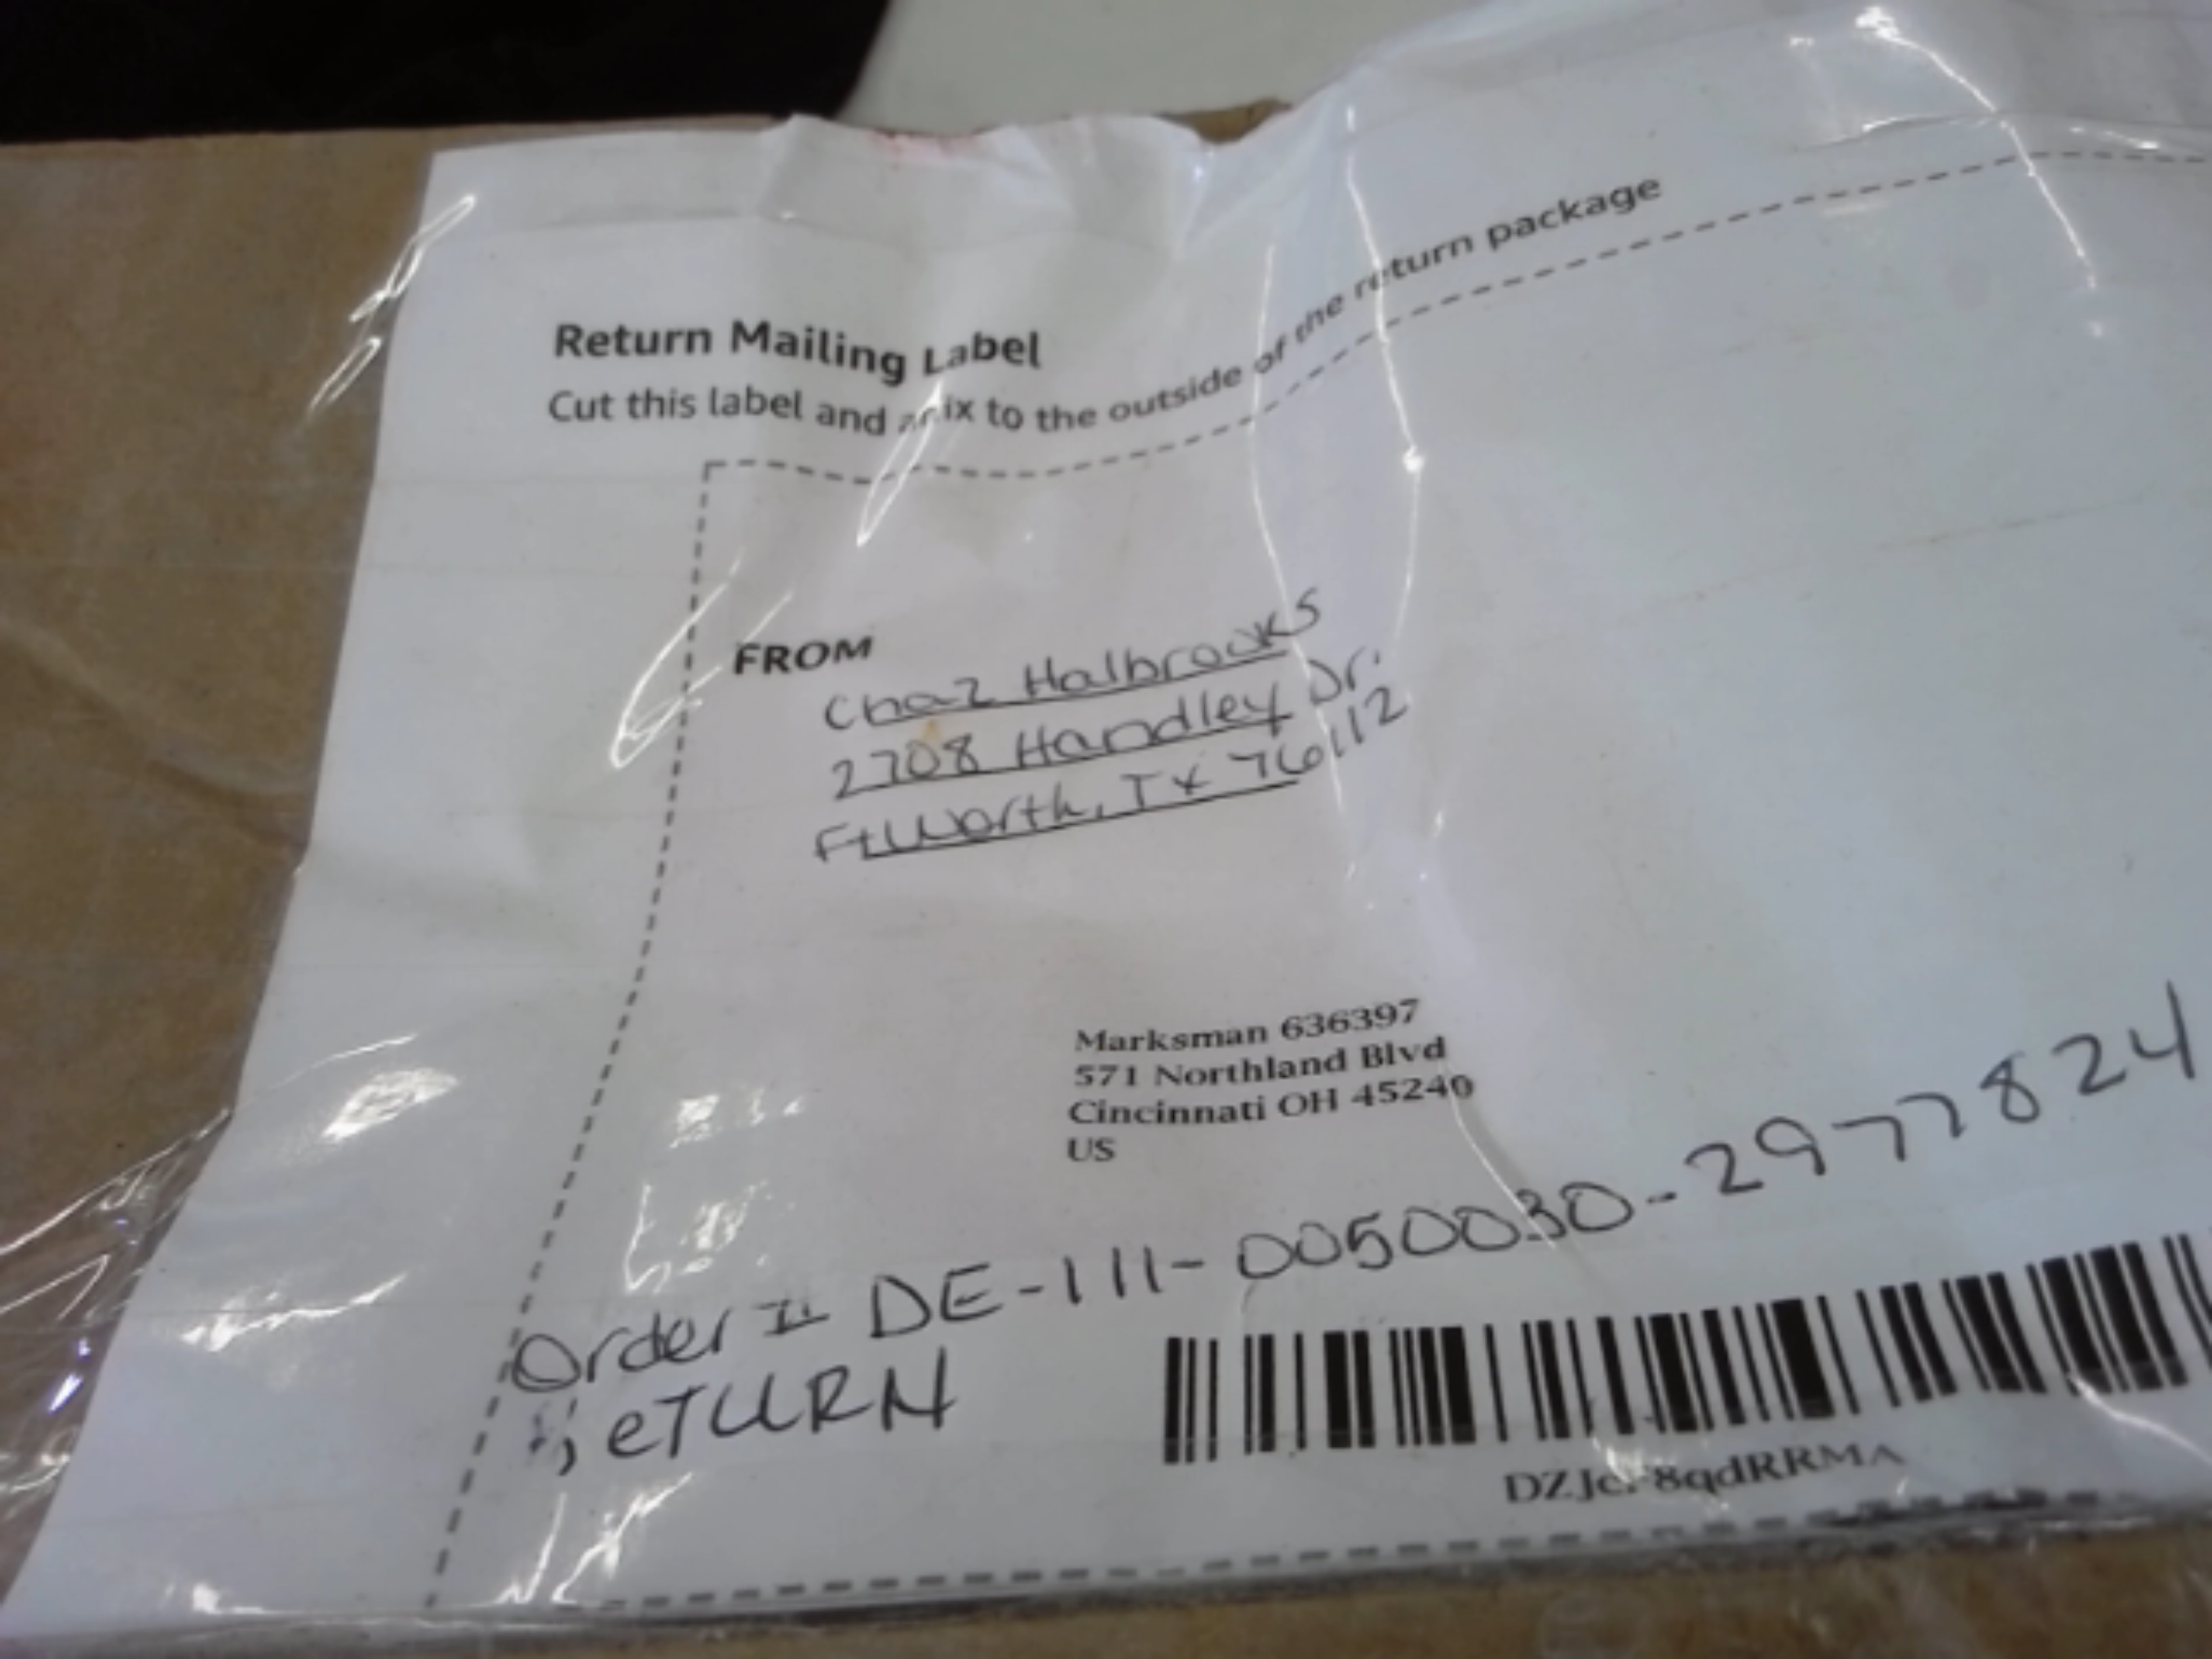 Return Mailing Label
Cut this label and affix to the outside of the return package
FROM
Chaz Halbrooks
2708 Handley Dr.
Ft Worth, Tx 76112
Marksman 636397
571 Northland Blvd
Cincinnati OH 45240
US
Order # DE-111-0050030-2977824
eTURN